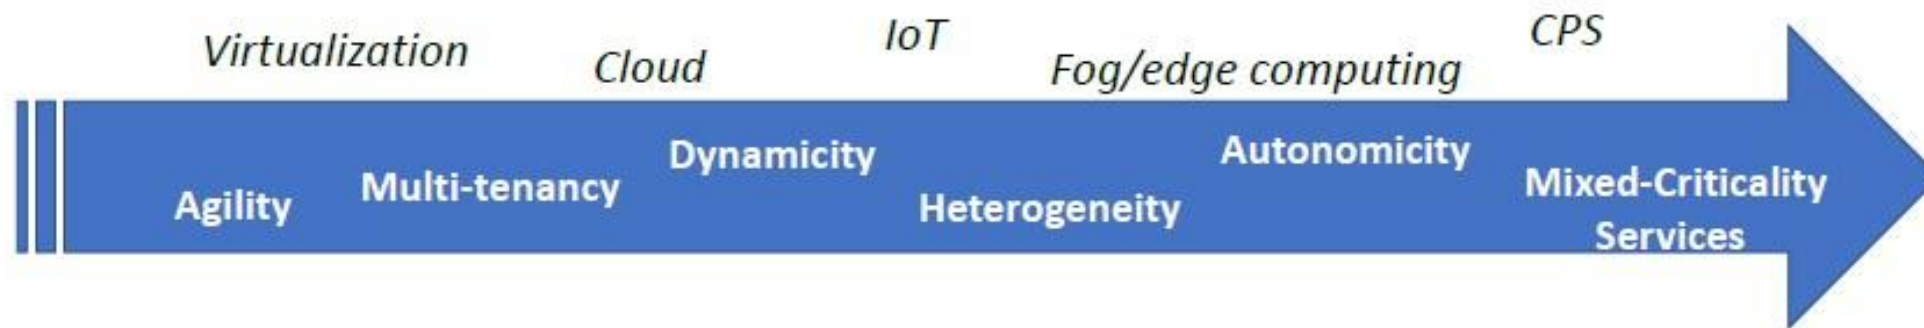 Virtualization
Cloud
IoT
Fog/edge computing
CPS
Agility
Multi-tenancy
Dynamicity
Heterogeneity
Autonomicity
Mixed-Criticality
Services